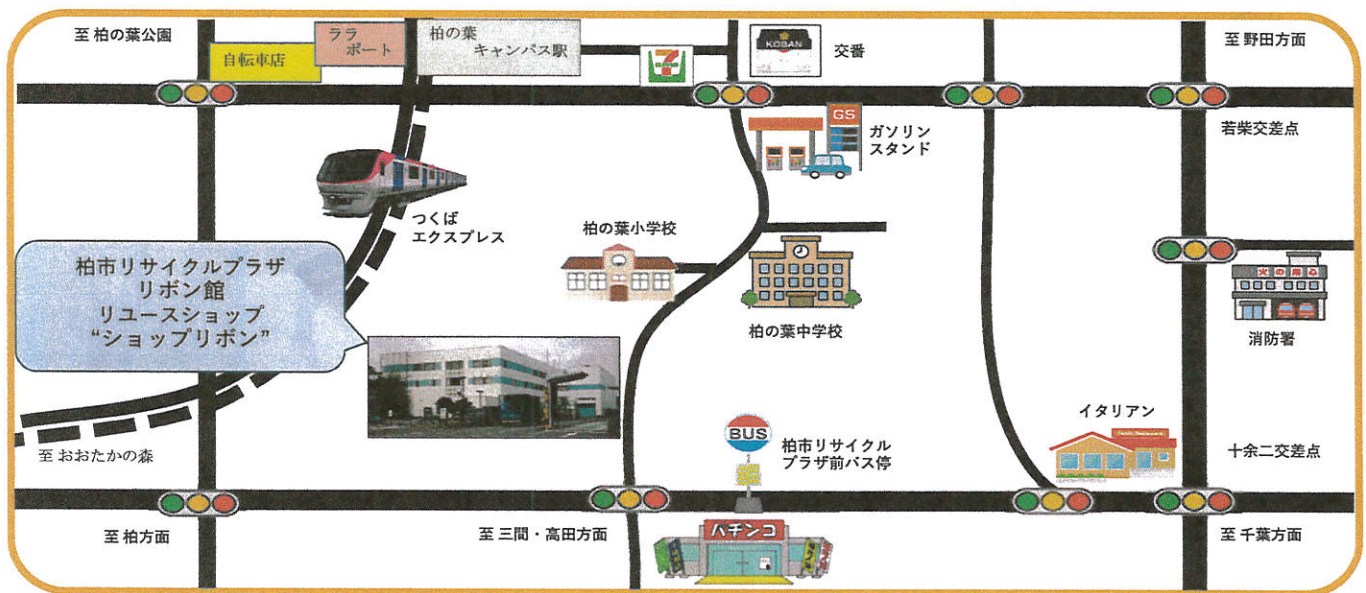 至 柏の葉公園
自転車店
ララ
ポート
柏の葉
キャンパス駅
7
ELEVEN
KOBAN
交番
至 野田方面
若柴交差点
GS
ガソリン
スタンド
つくば
エクスプレス
柏の葉小学校
柏の葉中学校
火の用心
消防署
柏市リサイクルプラザ
リボン館
リユースショップ
“ショップリボン”
至 おおたかの森
BUS
柏市リサイクル
プラザ前バス停
イタリアン
十余二交差点
至 柏方面
至 三間・高田方面
パチンコ
至 千葉方面